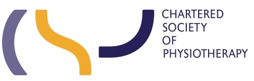 CHARTERED
SOCIETY
OF
PHYSIOTHERAPY